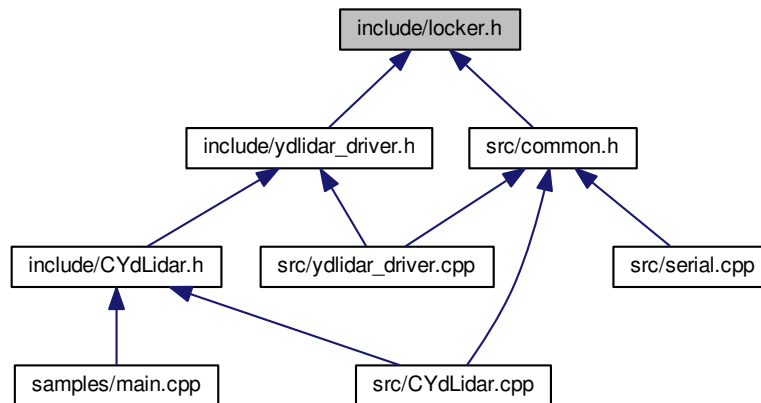 include/locker.h
include/ydlidar_driver.h
src/common.h
include/CYdLidar.h
src/ydlidar_driver.cpp
src/serial.cpp
samples/main.cpp
src/CYdLidar.cpp